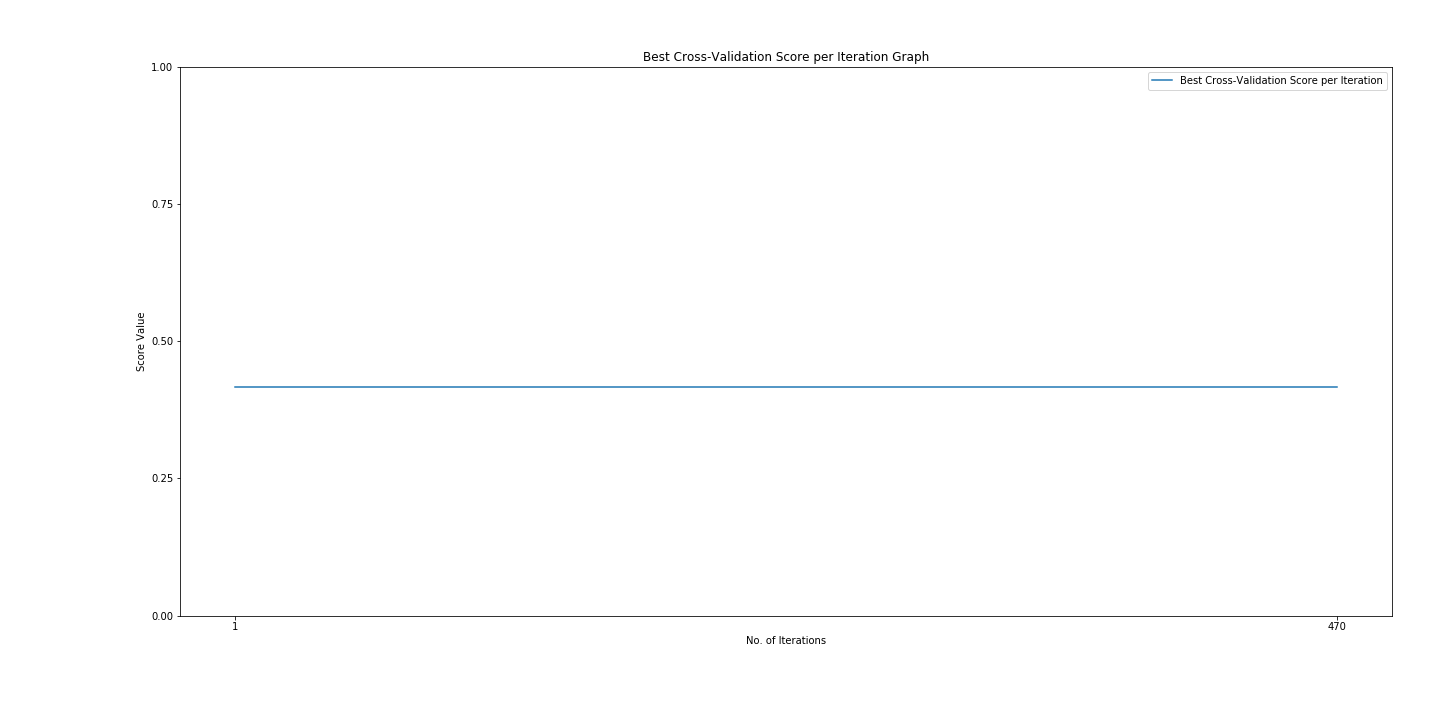 Best Cross-Validation Score per Iteration Graph
1.00
Best Cross-Validation Score per Iteration
0.75
0.50
Score Value
0.25
0.00
1
470
No. of Iterations